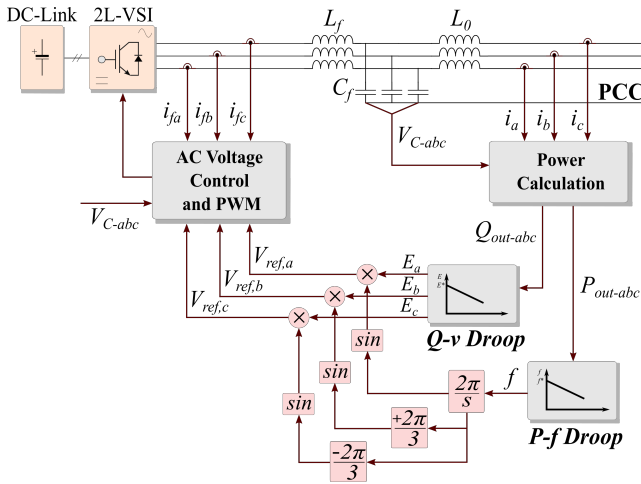 DC-Link
2L-VSI
L_f
L_0
C_f
PCC
i_fa
i_fb
i_fc
i_a
i_b
i_c
V_C-abc
AC Voltage
Control
and PWM
Power
Calculation
V_C-abc
Q_out-abc
V_ref,a
E_a
E
E*
V_ref,b
E_b
V_ref,c
E_c
P_out-abc
Q-v Droop
sin
sin
sin
2π
s
f
f
f*
+2π
3
P-f Droop
-2π
3